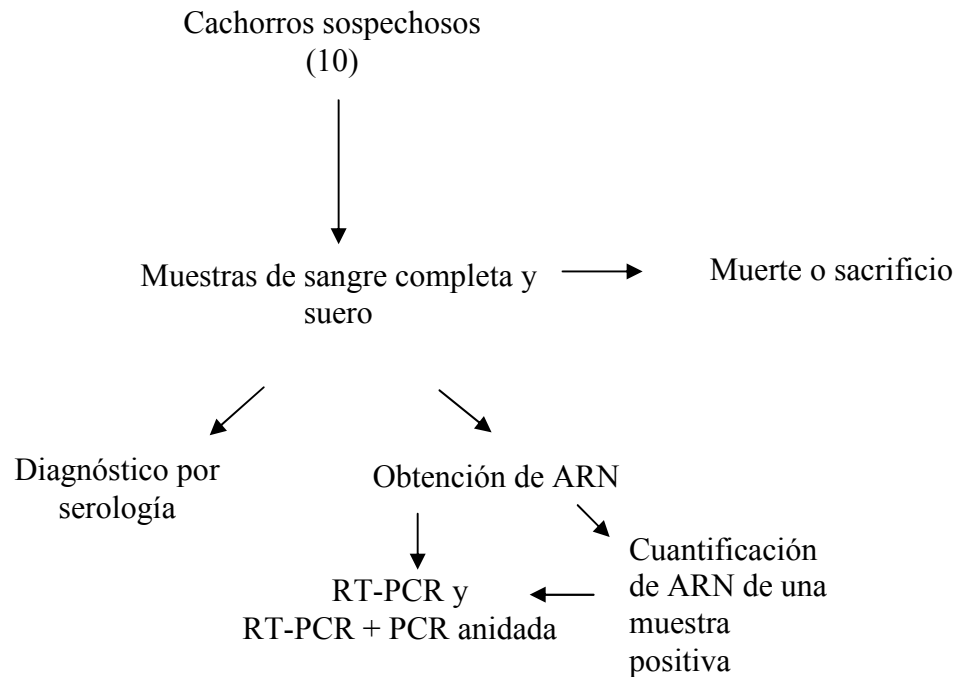 Cachorros sospechosos
(10)
Muestras de sangre completa y
suero
Muerte o sacrificio
Diagnóstico por
serología
Obtención de ARN
Cuantificación
de ARN de una
muestra
positiva
RT-PCR y
RT-PCR + PCR anidada